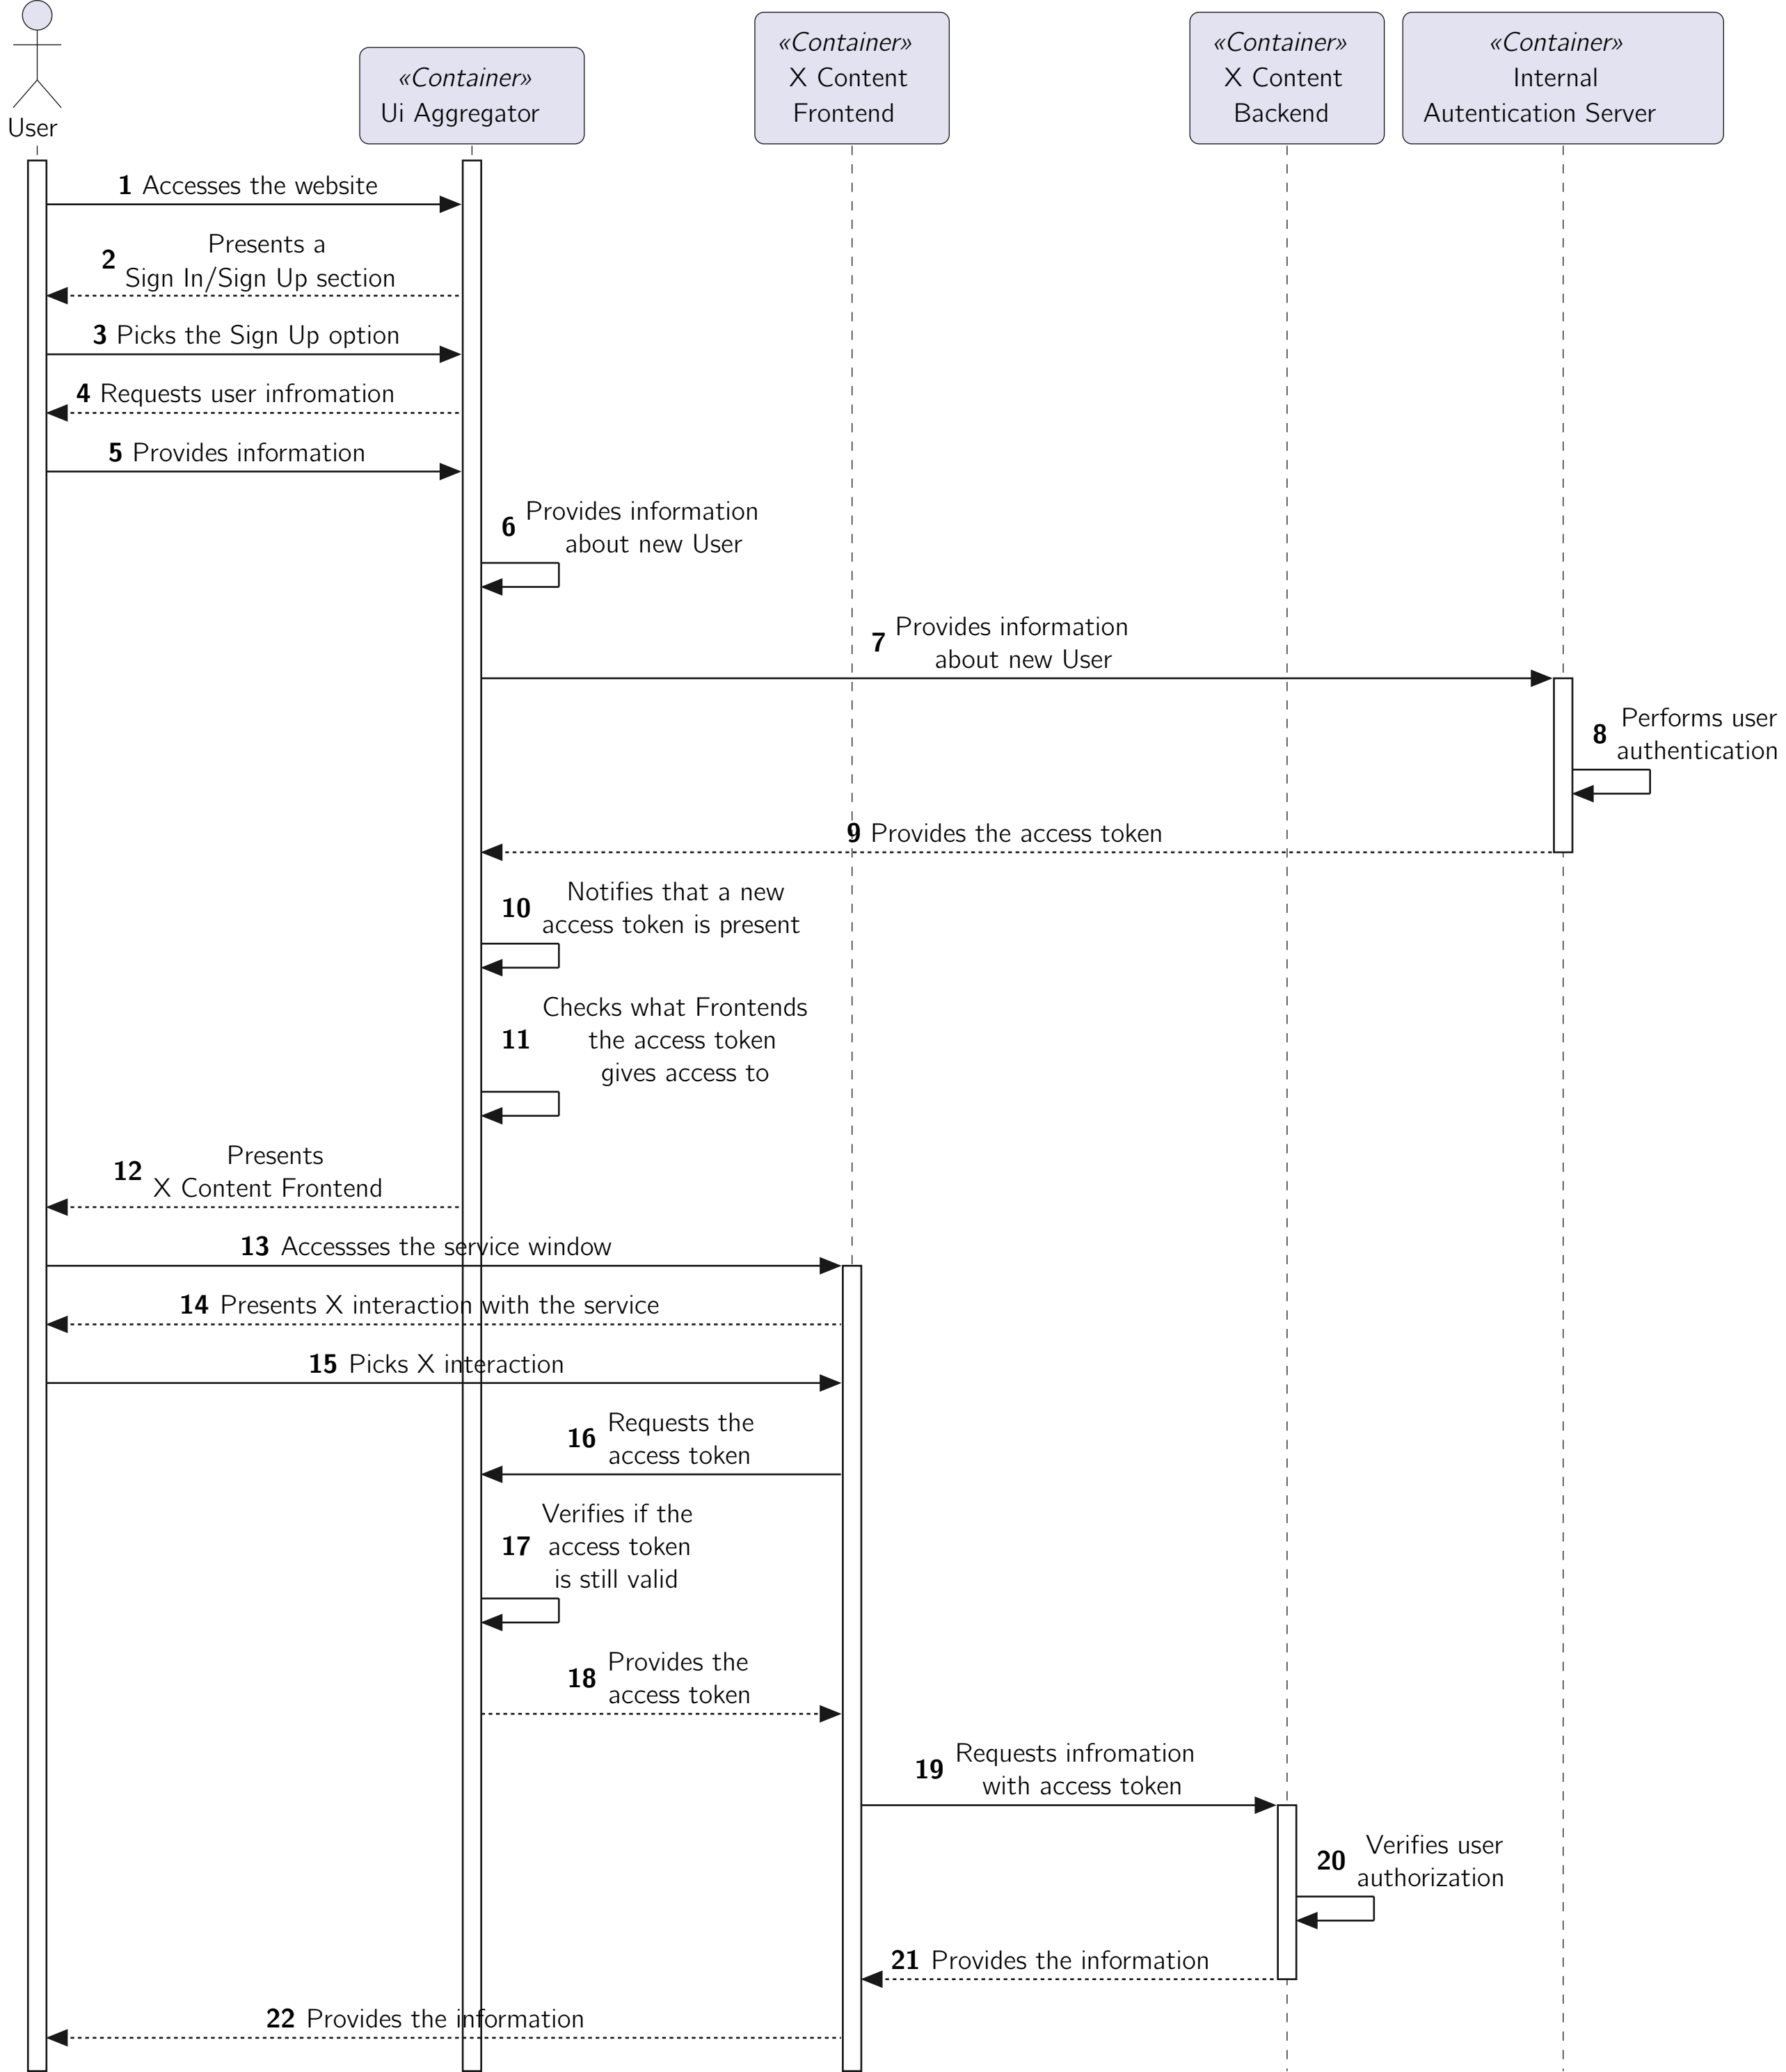 User
«Container»
Ui Aggregator
«Container»
X Content
Frontend
«Container»
X Content
Backend
«Container»
Internal
Autentication Server
1 Accesses the website
2 Presents a
Sign In/Sign Up section
3 Picks the Sign Up option
4 Requests user infromation
5 Provides information
6 Provides information
about new User
7 Provides information
about new User
8 Performs user
authentication
9 Provides the access token
10 Notifies that a new
access token is present
11 Checks what Frontends
the access token
gives access to
12 Presents
X Content Frontend
13 Accessses the service window
14 Presents X interaction with the service
15 Picks X interaction
16 Requests the
access token
17 Verifies if the
access token
is still valid
18 Provides the
access token
19 Requests infromation
with access token
20 Verifies user
authorization
21 Provides the information
22 Provides the information